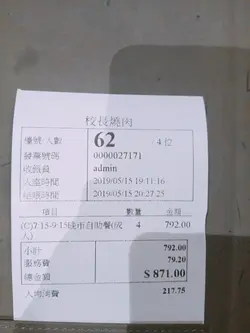 校長燒肉
檯號/人數 62 4 位
發票號碼 0000027171
收銀員 admin
入座時間 2019/05/15 19:11:16
結賬時間 2019/05/15 20:27:25
項目 數量 金額
(C)7.15-9.15晚市自助餐(成人) 4 792.00
小計 792.00
服務費 79.20
總金額 $ 871.00
人均消費 217.75